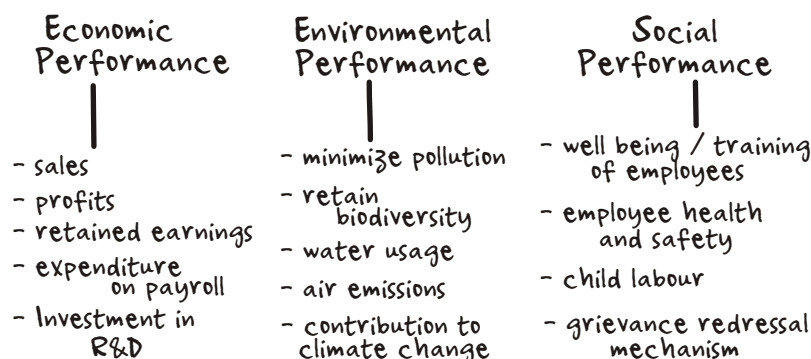 Economic
Performance
- sales
- profits
- retained earnings
- expenditure
on payroll
- Investment in
R&D
Environmental
Performance
- minimize pollution
- retain
biodiversity
- water usage
- air emissions
- contribution to
climate change
Social
Performance
- well being / training
of employees
- employee health
and safety
- child labour
- grievance redressal
mechanism